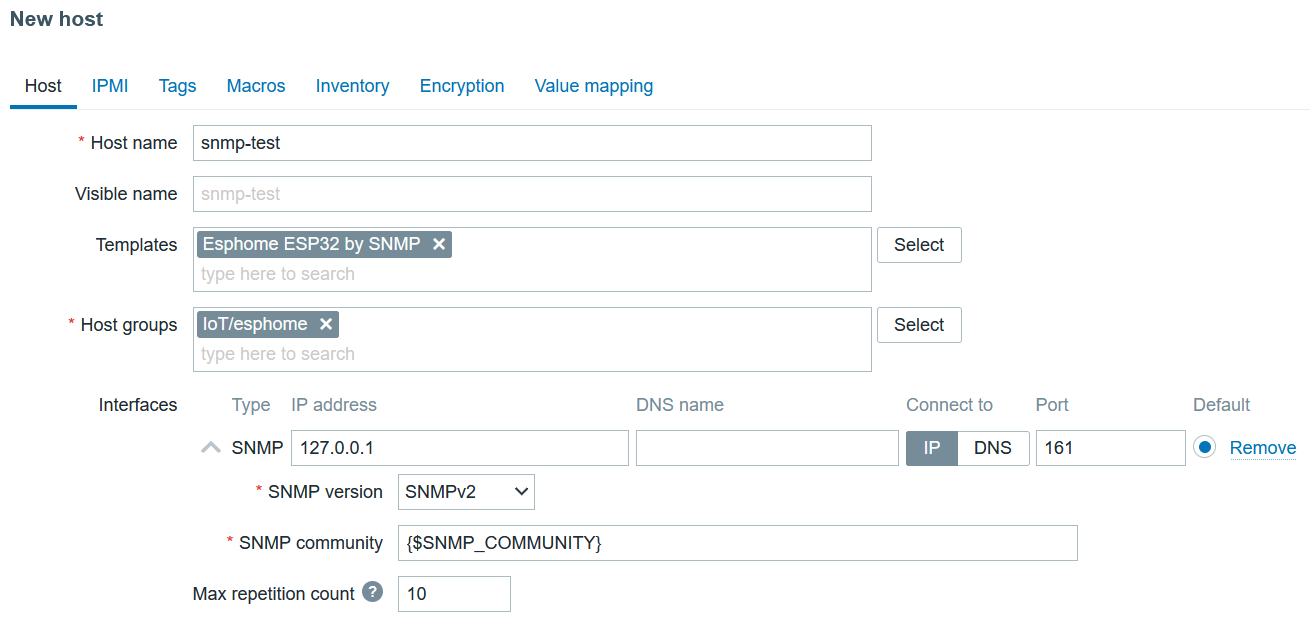 New host
Host IPMI Tags Macros Inventory Encryption Value mapping
* Host name snmp-test
Visible name snmp-test
Templates Esphome ESP32 by SNMP ✕ Select
type here to search
* Host groups IoT/esphome ✕ Select
type here to search
Interfaces Type IP address DNS name Connect to Port Default
SNMP 127.0.0.1 IP DNS 161 Remove
* SNMP version SNMPv2
* SNMP community {$SNMP_COMMUNITY}
Max repetition count ? 10